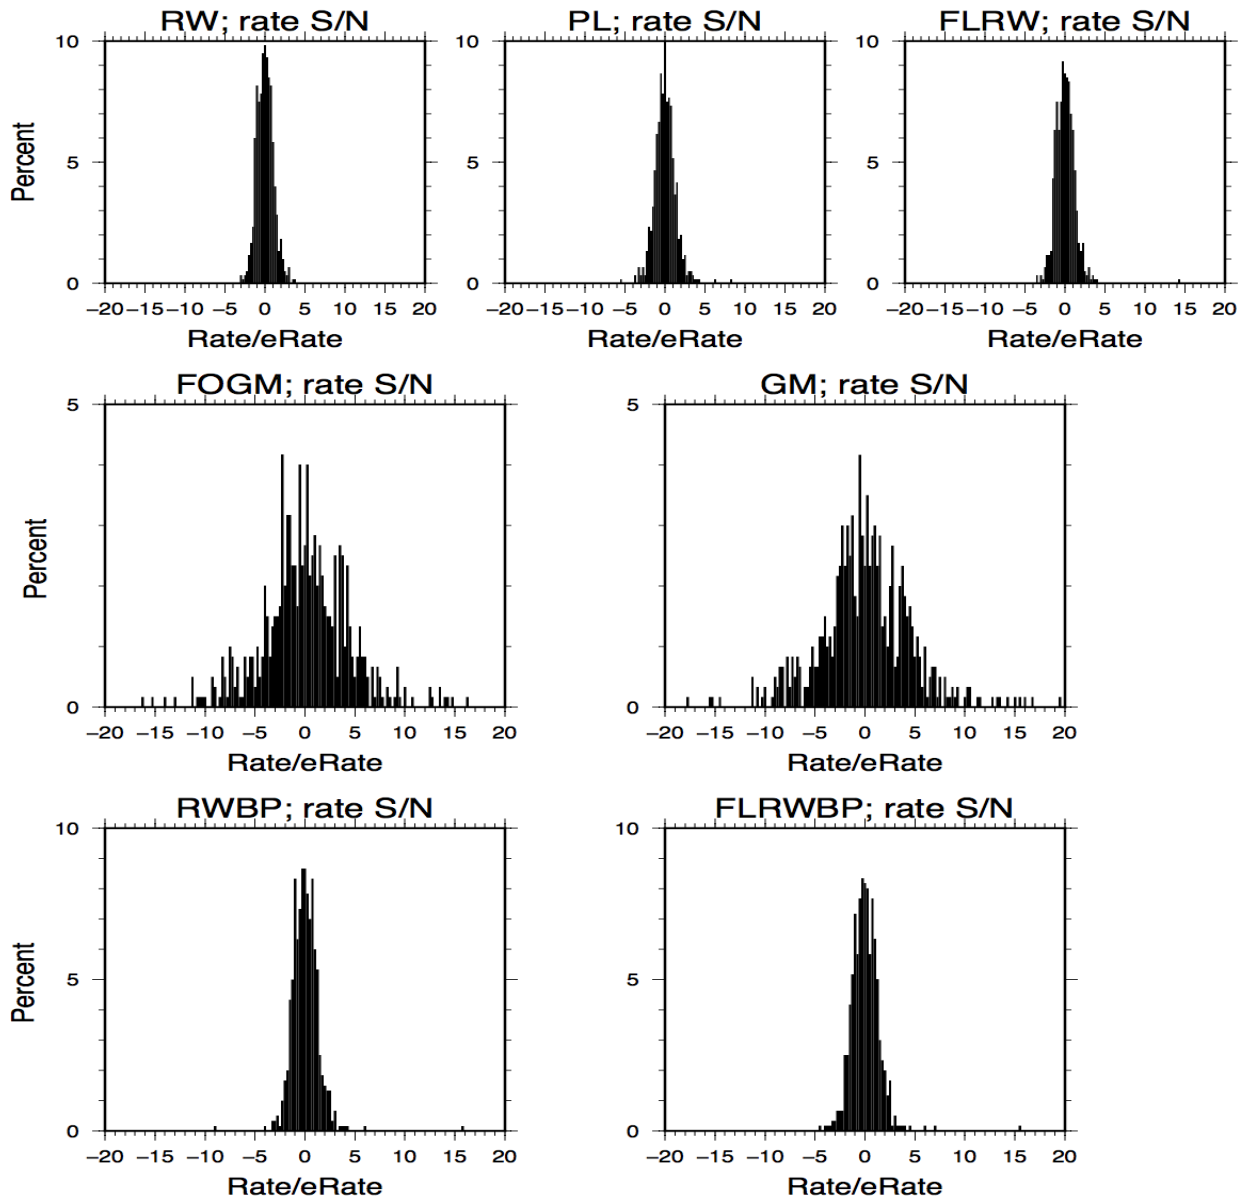 RW; rate S/N PL; rate S/N FLRW; rate S/N
10 10 10
Percent
5 5 5
0 0 0
−20 −15 −10 −5 0 5 10 15 20 −20 −15 −10 −5 0 5 10 15 20 −20 −15 −10 −5 0 5 10 15 20
Rate/eRate Rate/eRate Rate/eRate
FOGM; rate S/N GM; rate S/N
5 5
Percent
0 0
−20 −15 −10 −5 0 5 10 15 20 −20 −15 −10 −5 0 5 10 15 20
Rate/eRate Rate/eRate
RWBP; rate S/N FLRWBP; rate S/N
10 10
Percent
5 5
0 0
−20 −15 −10 −5 0 5 10 15 20 −20 −15 −10 −5 0 5 10 15 20
Rate/eRate Rate/eRate